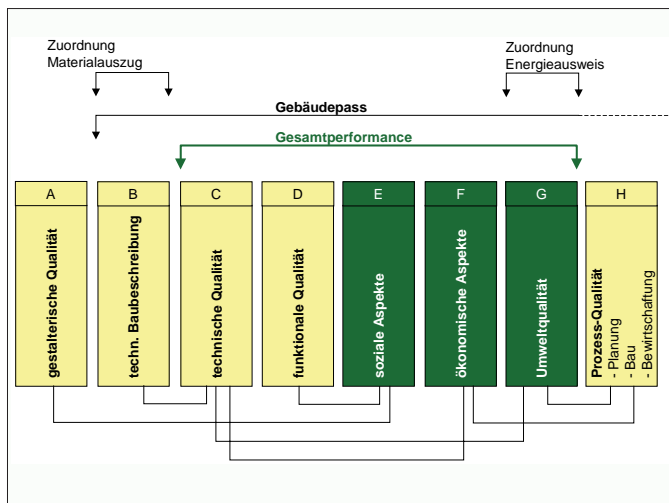 Zuordnung
Materialauszug
Zuordnung
Energieausweis
Gebäudepass
Gesamtperformance
A
B
C
D
E
F
G
H
gestalterische Qualität
techn. Baubeschreibung
technische Qualität
funktionale Qualität
soziale Aspekte
ökonomische Aspekte
Umweltqualität
Prozess-Qualität
- Planung
- Bau
- Bewirtschaftung